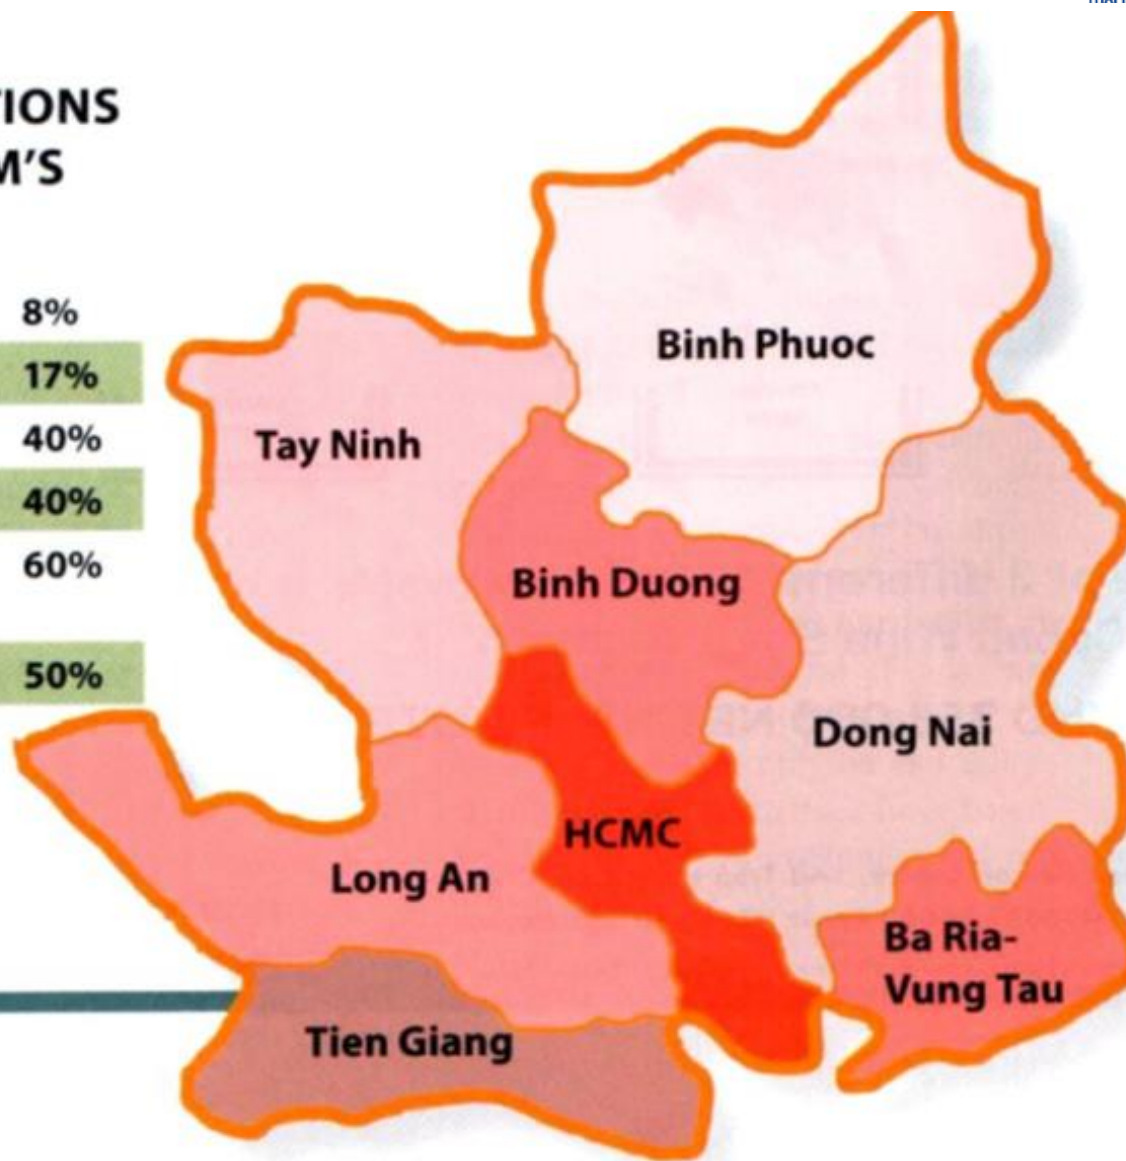 TIONS
M'S
8%
17%
40%
40%
60%
50%
Binh Phuoc
Tay Ninh
Binh Duong
Dong Nai
HCMC
Long An
Ba Ria-
Vung Tau
Tien Giang